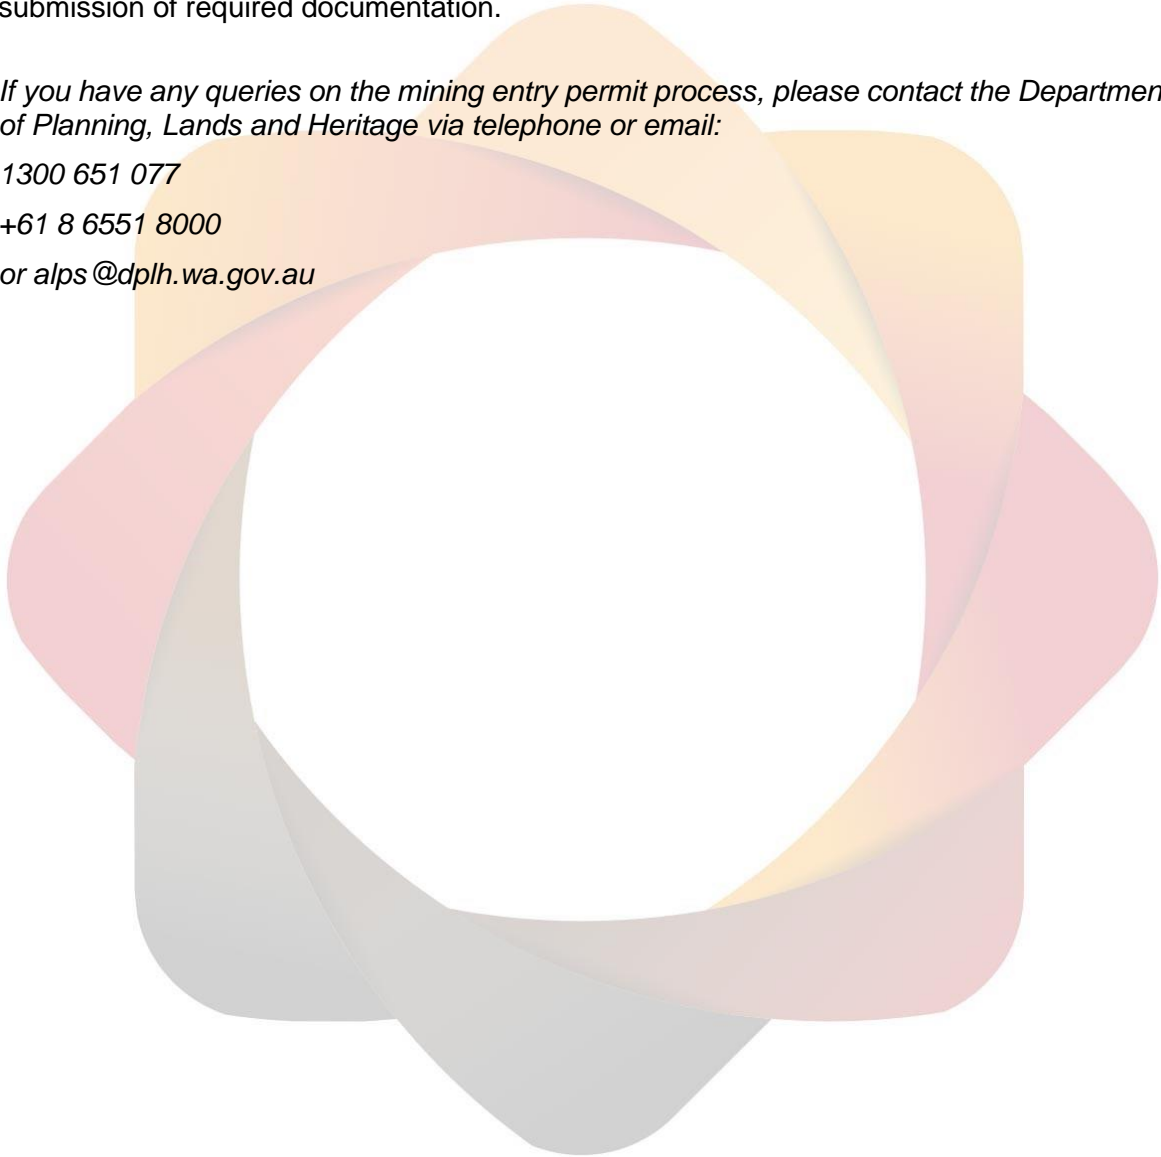 submission of required documentation.
If you have any queries on the mining entry permit process, please contact the Departmen
of Planning, Lands and Heritage via telephone or email:
1300 651 077
+61 8 6551 8000
or alps@dplh.wa.gov.au